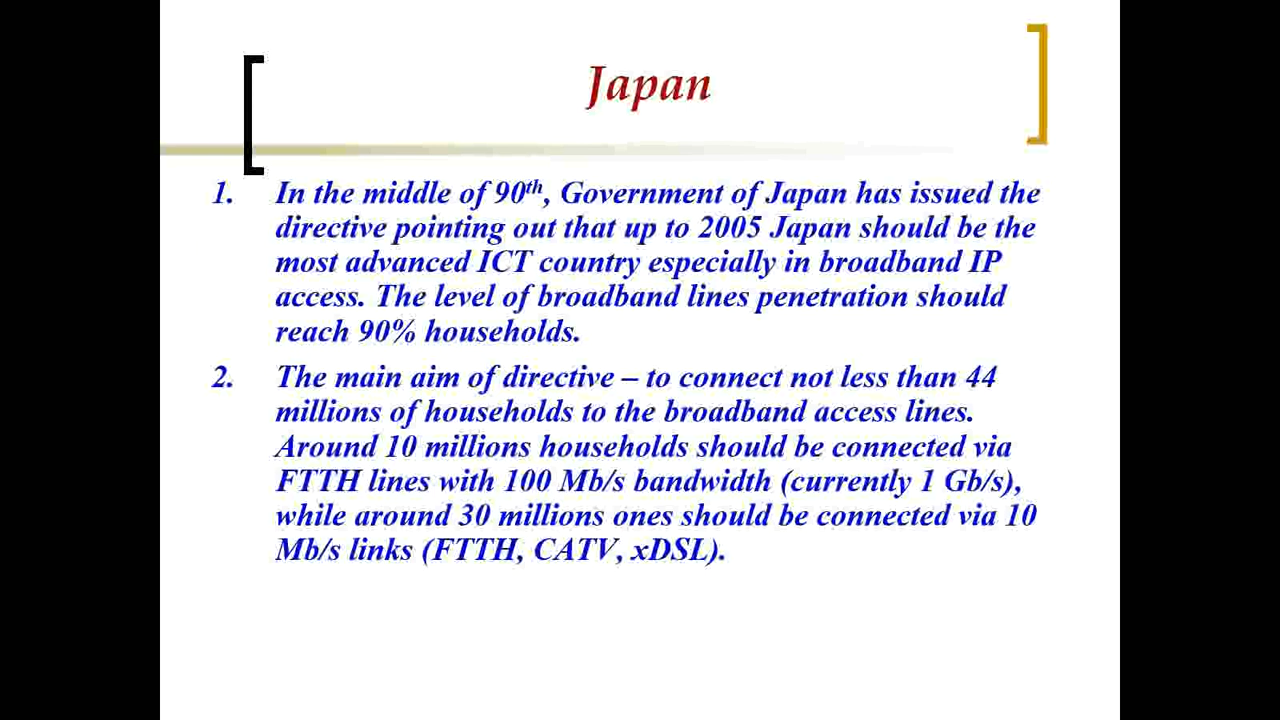 Japan
1. In the middle of 90th, Government of Japan has issued the
directive pointing out that up to 2005 Japan should be the
most advanced ICT country especially in broadband IP
access. The level of broadband lines penetration should
reach 90% households.
2. The main aim of directive – to connect not less than 44
millions of households to the broadband access lines.
Around 10 millions households should be connected via
FTTH lines with 100 Mb/s bandwidth (currently 1 Gb/s),
while around 30 millions ones should be connected via 10
Mb/s links (FTTH, CATV, xDSL).